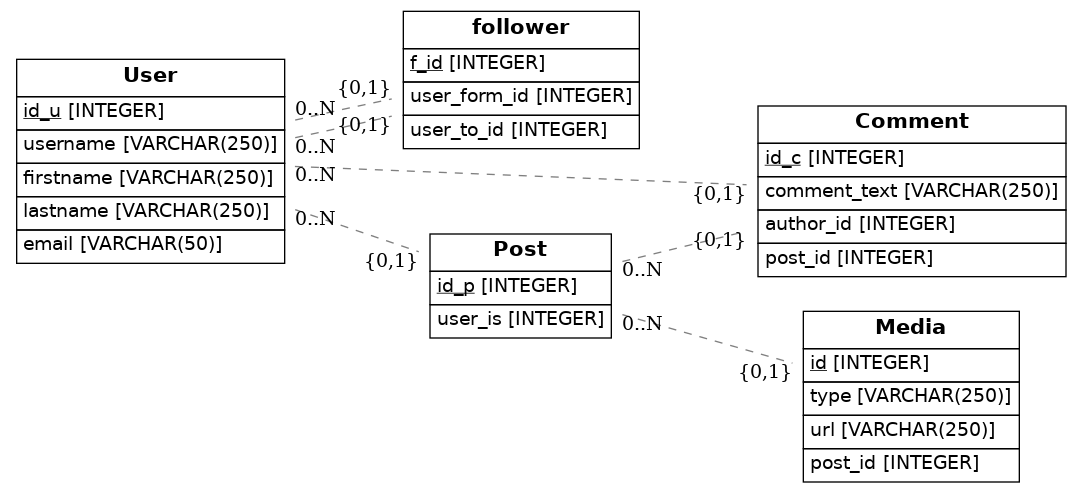 User
id_u [INTEGER]
username [VARCHAR(250)]
firstname [VARCHAR(250)]
lastname [VARCHAR(250)]
email [VARCHAR(50)]
follower
f_id [INTEGER]
user_form_id [INTEGER]
user_to_id [INTEGER]
0..N
{0,1}
0..N
{0,1}
0..N
{0,1}
0..N
{0,1}
Post
id_p [INTEGER]
user_is [INTEGER]
0..N
{0,1}
0..N
{0,1}
Comment
id_c [INTEGER]
comment_text [VARCHAR(250)]
author_id [INTEGER]
post_id [INTEGER]
Media
id [INTEGER]
type [VARCHAR(250)]
url [VARCHAR(250)]
post_id [INTEGER]